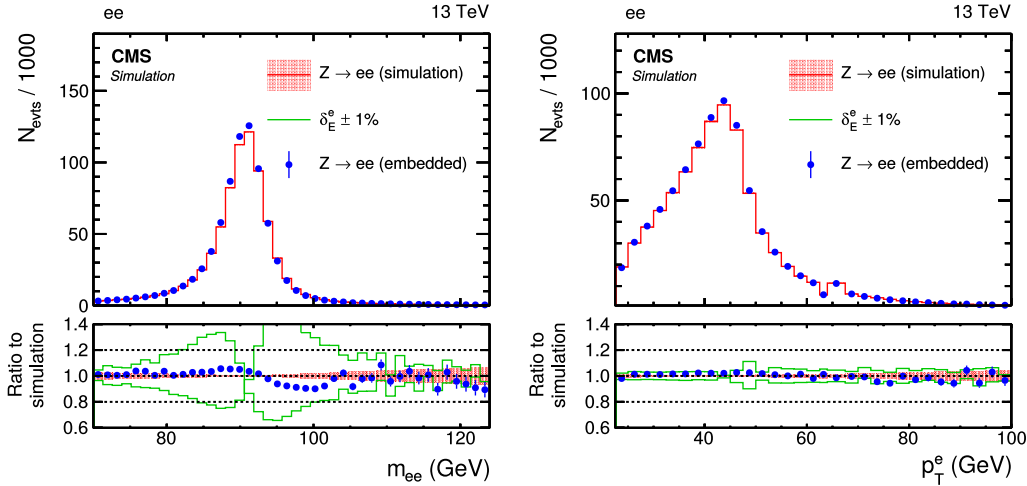 ee 13 TeV
CMS
Simulation
Z → ee (simulation)
δ_E^e ± 1%
Z → ee (embedded)
N_evts / 1000
150
100
50
0
Ratio to
simulation
1.4
1.2
1.0
0.8
0.6
80 100 120
m_ee (GeV)
ee 13 TeV
CMS
Simulation
Z → ee (simulation)
δ_E^e ± 1%
Z → ee (embedded)
N_evts / 1000
100
50
Ratio to
simulation
1.4
1.2
1.0
0.8
0.6
40 60 80 100
p_T^e (GeV)